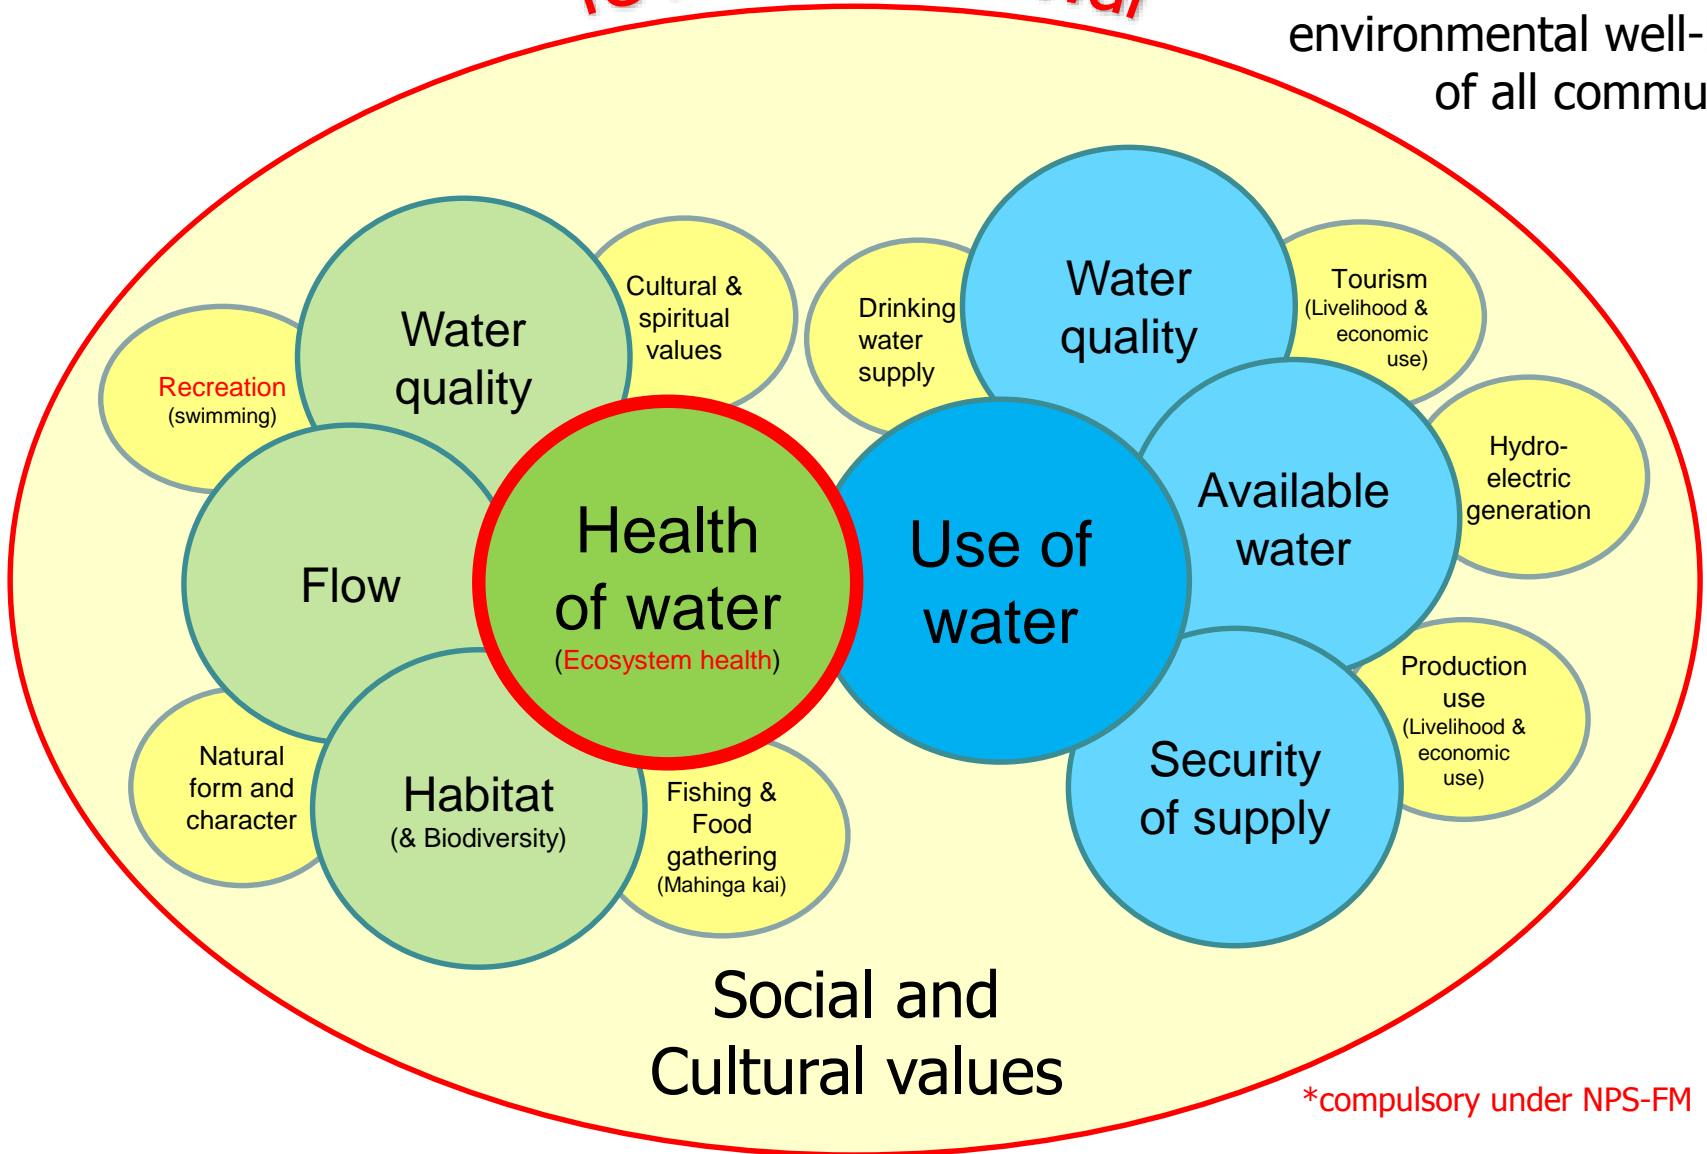 environmental well-
of all commu
Water
quality
Cultural &
spiritual
values
Recreation
(swimming)
Flow
Health
of water
(Ecosystem health)
Natural
form and
character
Habitat
(& Biodiversity)
Fishing &
Food
gathering
(Mahinga kai)
Drinking
water
supply
Water
quality
Tourism
(Livelihood &
economic
use)
Use of
water
Available
water
Hydro-
electric
generation
Production
use
(Livelihood &
economic
use)
Security
of supply
Social and
Cultural values
*compulsory under NPS-FM